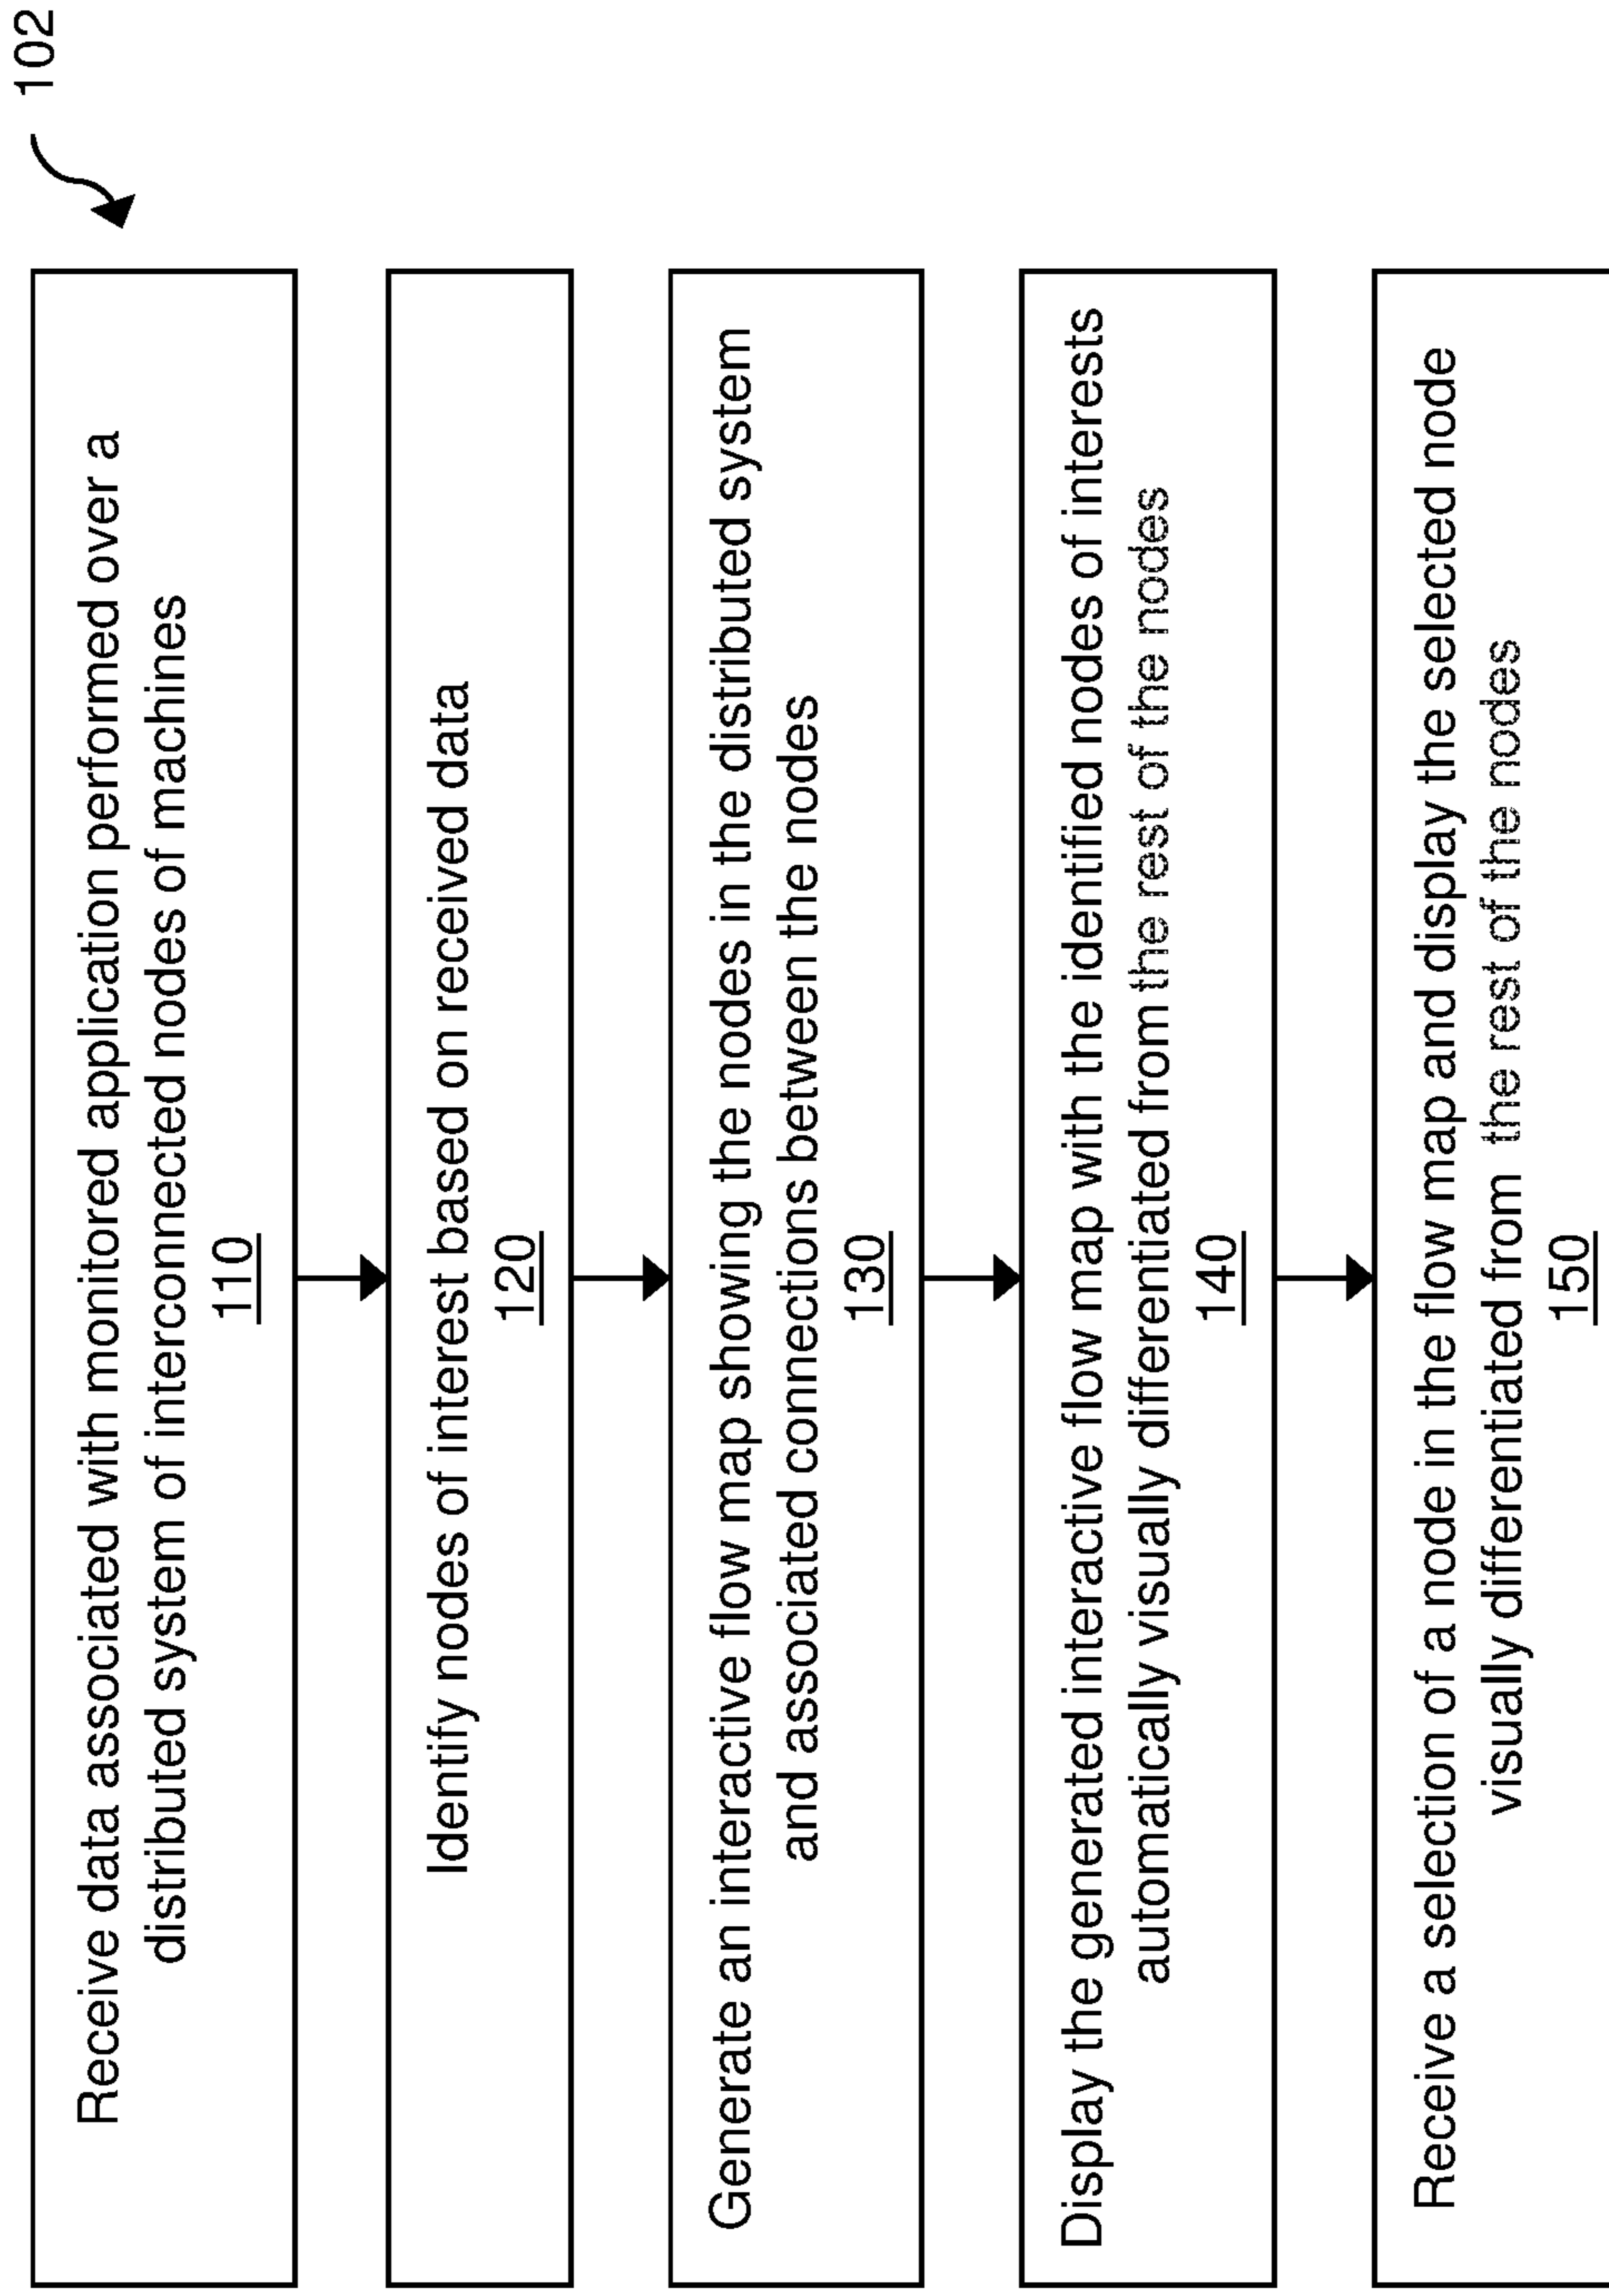 102
Receive data associated with monitored application performed over a
distributed system of interconnected nodes of machines
110
Identify nodes of interest based on received data
120
Generate an interactive flow map showing the nodes in the distributed system
and associated connections between the nodes
130
Display the generated interactive flow map with the identified nodes of interests
automatically visually differentiated from the rest of the nodes
140
Receive a selection of a node in the flow map and display the selected node
visually differentiated from the rest of the nodes
150